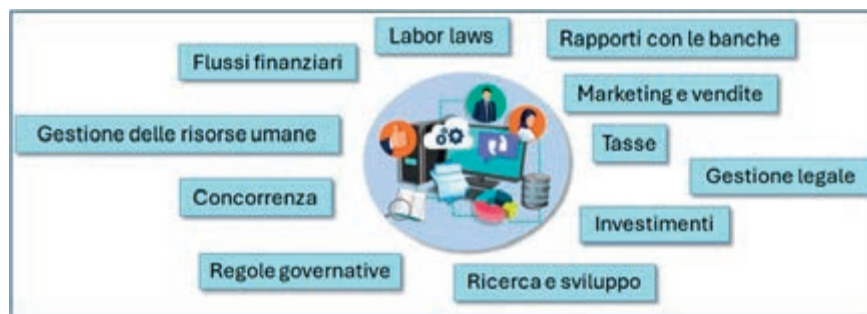 Labor laws
Rapporti con le banche
Flussi finanziari
Marketing e vendite
Gestione delle risorse umane
Tasse
Gestione legale
Concorrenza
Investimenti
Regole governative
Ricerca e sviluppo